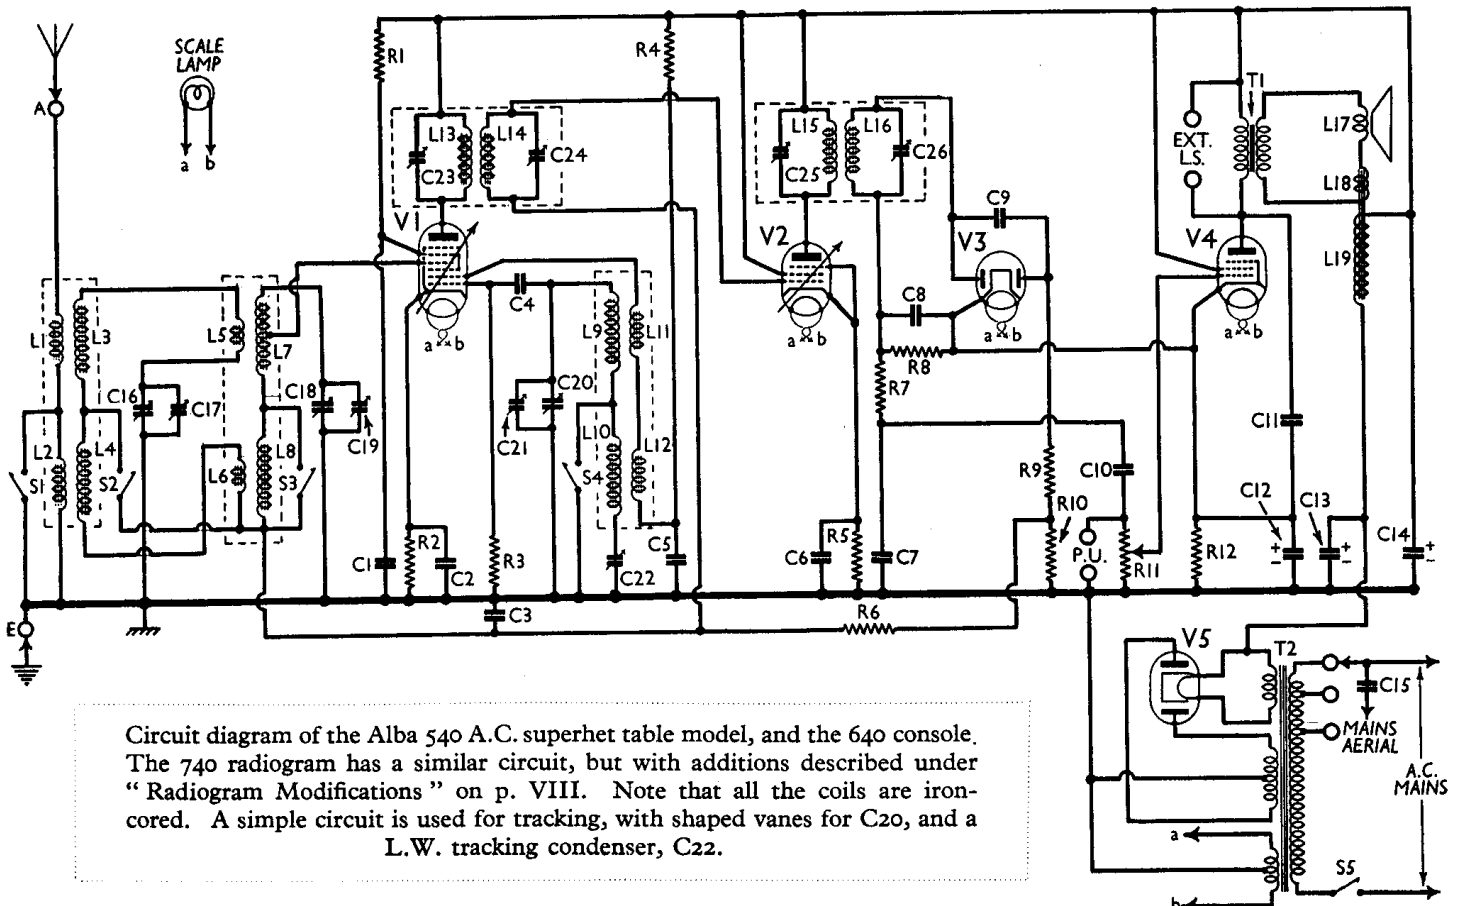 SCALE
LAMP
a b
A
R1
R4
L13 L14
C23
C24
V1
L15 L16
C25
C26
V2
C9
V3
T1
EXT.
L.S.
L17
L18
L19
V4
L1 L3
L5
L7
C4
L9 L11
C8
a b
a b
a b
R8
R7
C16 C17
C18
C19
C20
C21
L10
L12
C11
L2 L4
S1 S2
L6
L8
S3
S4
R9
C10
R10
C12 C13
C14
C1
R2
C2
R3
C22
C5
C6
R5
C7
P.U.
R11
R12
+
-
+
-
+
-
E
C3
R6
V5
T2
C15
MAINS
AERIAL
A.C.
MAINS
a
b
S5
Circuit diagram of the Alba 540 A.C. superhet table model, and the 640 console.
The 740 radiogram has a similar circuit, but with additions described under
“ Radiogram Modifications ” on p. VIII. Note that all the coils are iron-
cored. A simple circuit is used for tracking, with shaped vanes for C20, and a
L.W. tracking condenser, C22.